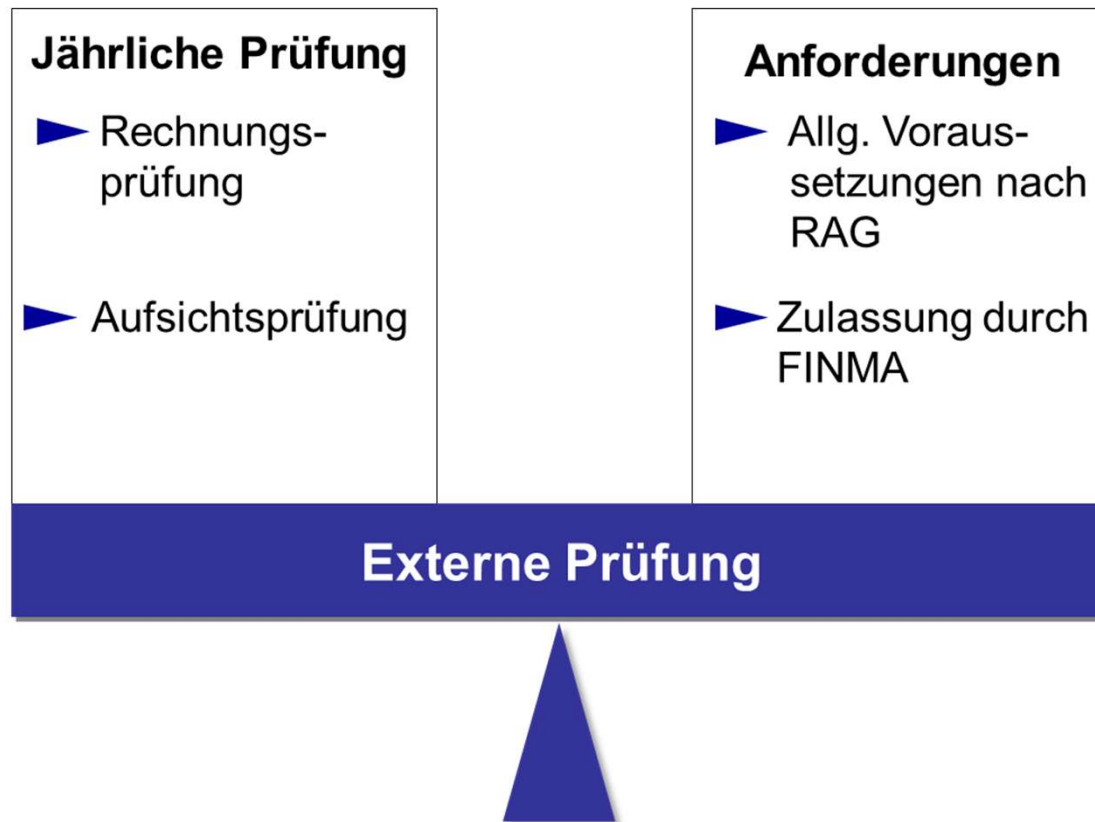 Jährliche Prüfung
Rechnungs-
prüfung
Aufsichtsprüfung
Anforderungen
Allg. Voraus-
setzungen nach
RAG
Zulassung durch
FINMA
Externe Prüfung